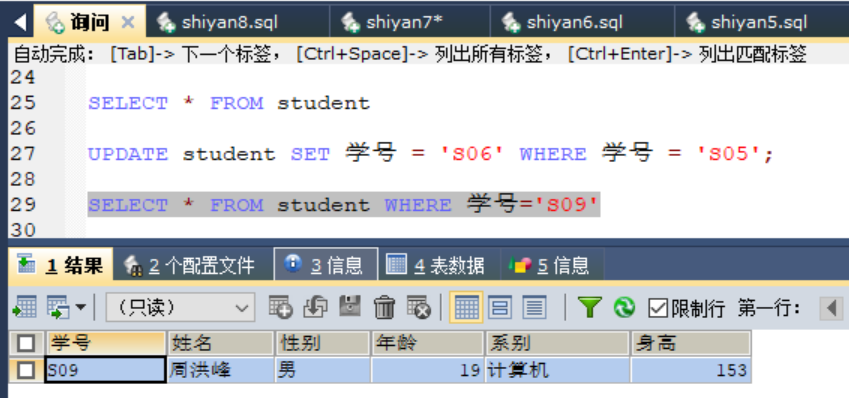 询问 shiyan8.sql shiyan7* shiyan6.sql shiyan5.sql
自动完成： [Tab]-> 下一个标签， [Ctrl+Space]-> 列出所有标签， [Ctrl+Enter]-> 列出匹配标签
24
25 SELECT * FROM student
26
27 UPDATE student SET 学号 = 'S06' WHERE 学号 = 'S05';
28
29 SELECT * FROM student WHERE 学号='S09'
30
1 结果 2 个配置文件 3 信息 4 表数据 5 信息
（只读） 限制行 第一行：
学号 姓名 性别 年龄 系别 身高
S09 周洪峰 男 19 计算机 153